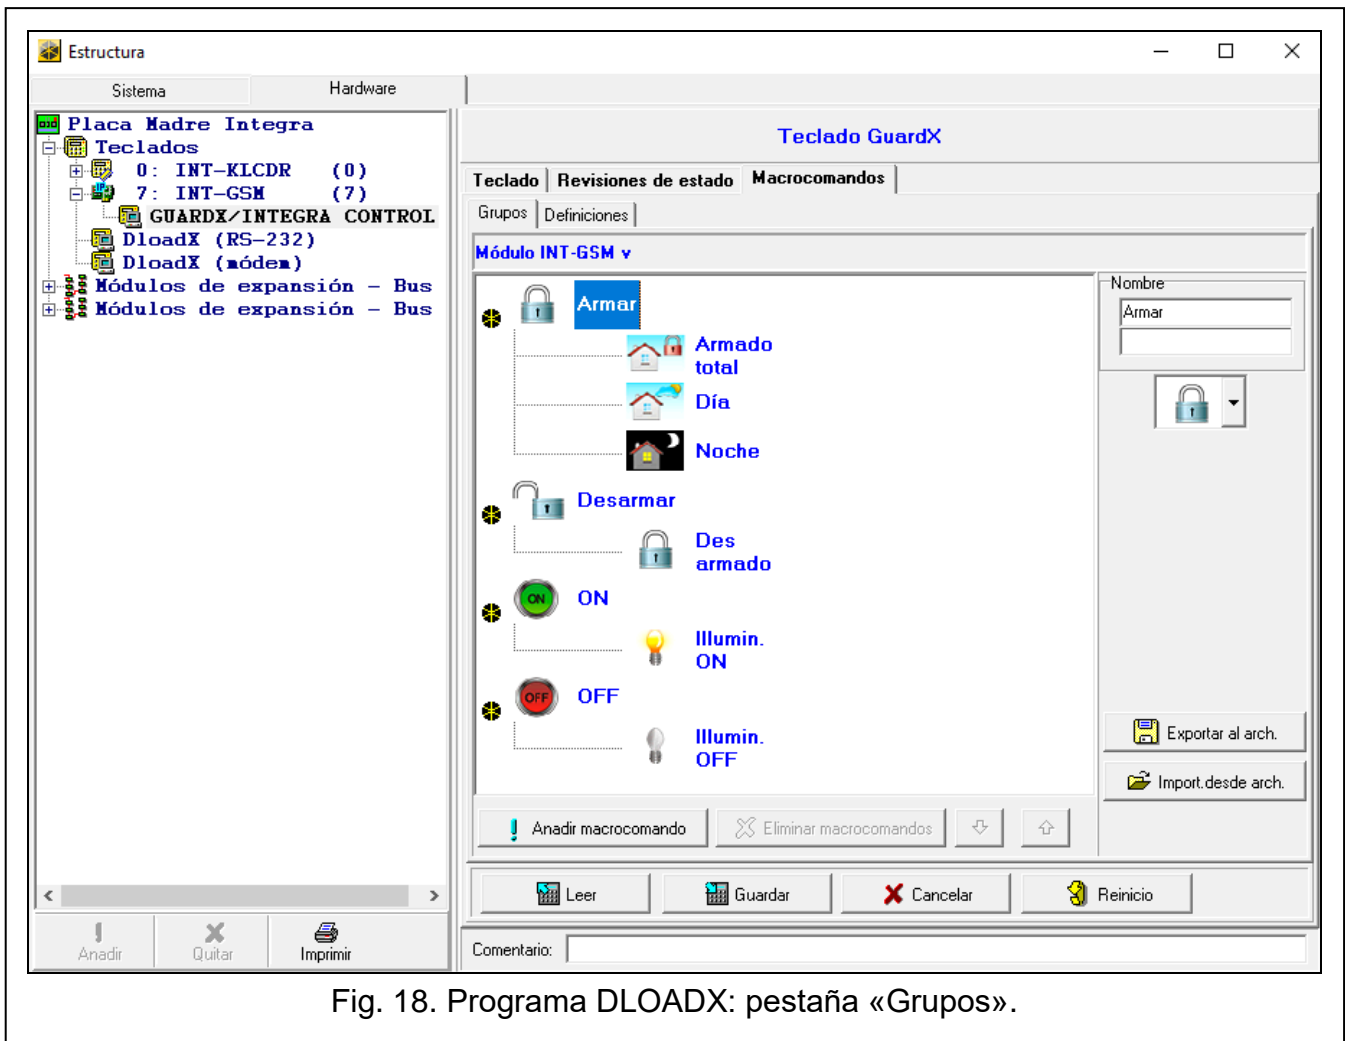 Estructura
Sistema
Hardware
Placa Madre Integra
Teclados
0: INT-KLCDR (0)
7: INT-GSM (7)
GUARDX/INTEGRA CONTROL
DloadX (RS-232)
DloadX (módem)
Módulos de expansión - Bus
Módulos de expansión - Bus
Anadir
Quitar
Imprimir
Teclado GuardX
Teclado
Revisiones de estado
Macrocomandos
Grupos
Definiciones
Módulo INT-GSM v
Armar
Armado
total
Día
Noche
Desarmar
Des
armado
ON
ON
Illumin.
ON
OFF
OFF
Illumin.
OFF
Nombre
Armar
Exportar al arch.
Import.desde arch.
Anadir macrocomando
Eliminar macrocomandos
Leer
Guardar
Cancelar
Reinicio
Comentario:
Fig. 18. Programa DLOADX: pestaña «Grupos».